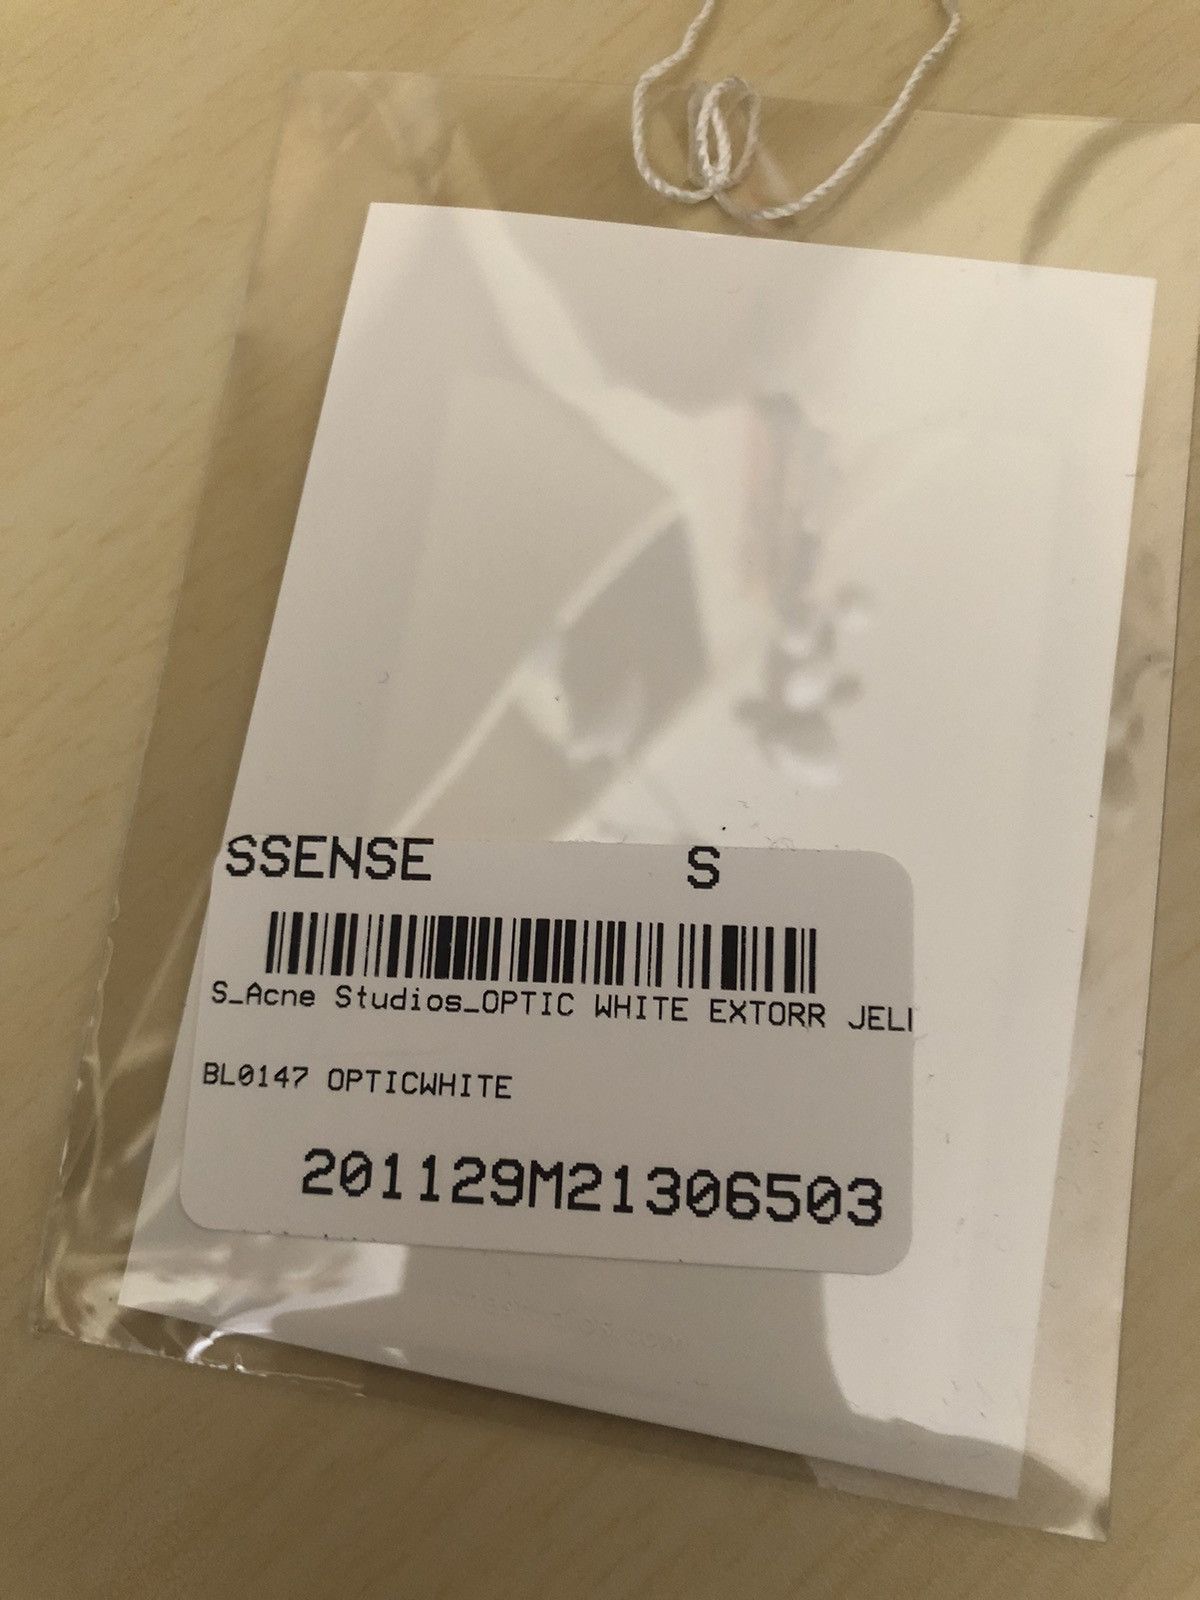 SSENSE S
S_Acne Studios_OPTIC WHITE EXTORR JELI
BL0147 OPTICWHITE
201129M21306503